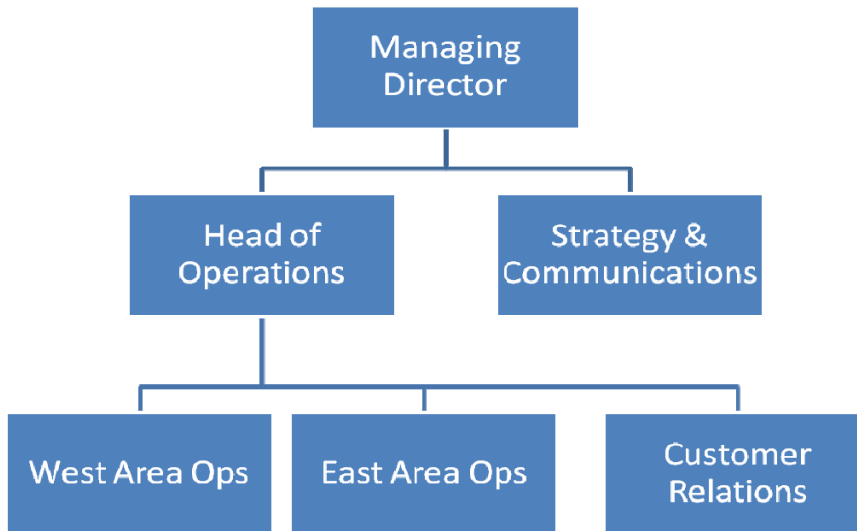 Managing
Director
Head of
Operations
Strategy &
Communications
West Area Ops
East Area Ops
Customer
Relations